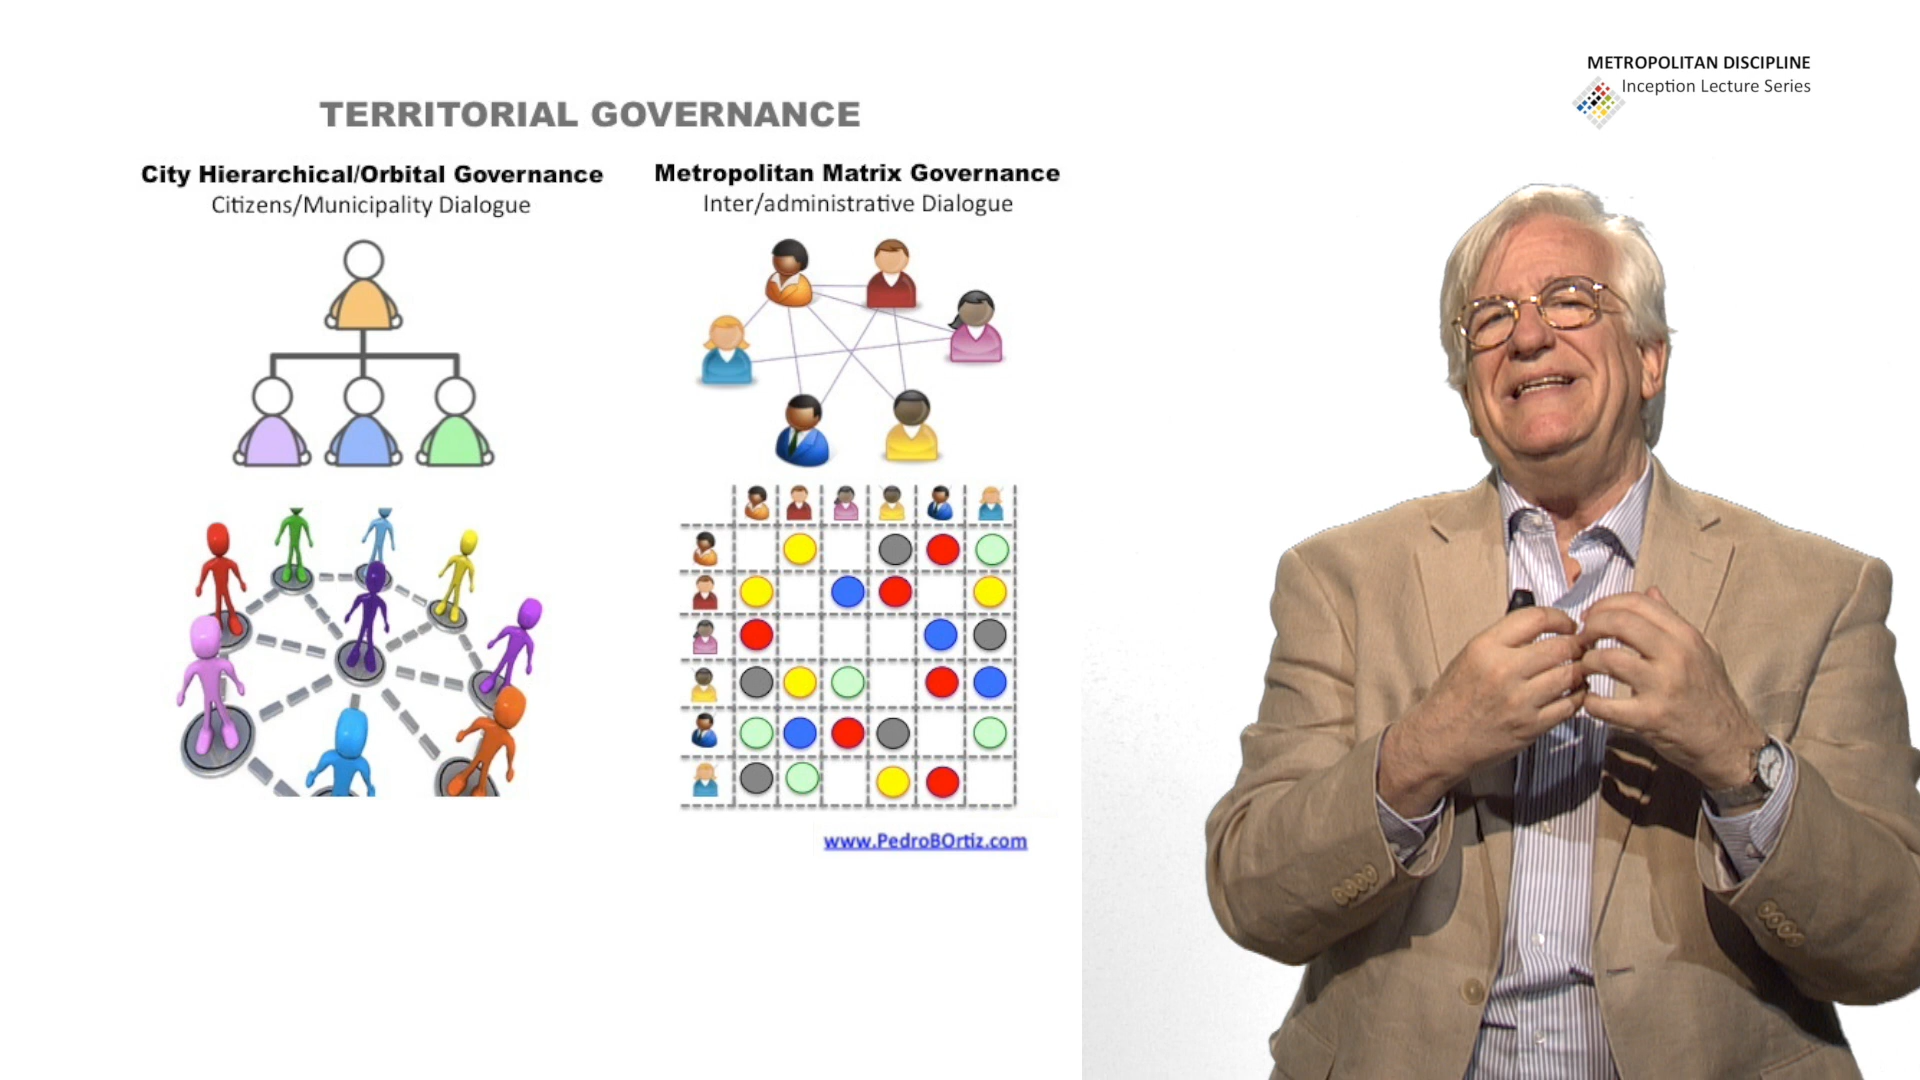 METROPOLITAN DISCIPLINE
Inception Lecture Series
TERRITORIAL GOVERNANCE
City Hierarchical/Orbital Governance
Citizens/Municipality Dialogue
Metropolitan Matrix Governance
Inter/administrative Dialogue
www.PedroBOrtiz.com